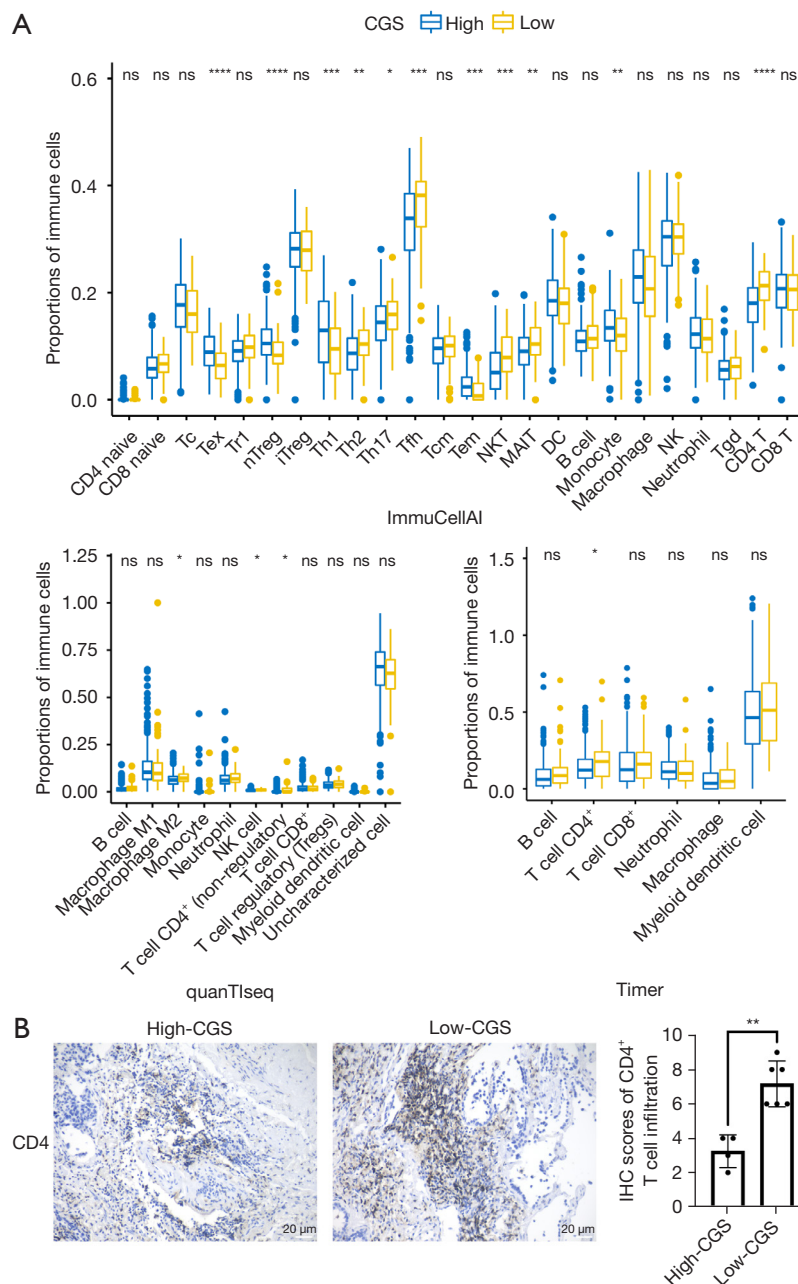 A
CGS High Low
Proportions of immune cells
0.6
0.4
0.2
0.0
ns ns ns **** ns **** ns *** ** * *** ns *** *** ** ns ns ** ns ns ns ns **** ns
CD4 naive
CD8 naive
Tc
Tex
Tr1
nTreg
iTreg
Th1
Th2
Th17
Tfh
Tcm
Tem
NKT
MAIT
DC
B cell
Monocyte
Macrophage
NK
Neutrophil
Tgd
CD4 T
CD8 T
ImmuCellAI
Proportions of immune cells
1.25
1.00
0.75
0.50
0.25
0.00
ns ns * ns ns * * ns ns ns ns
B cell
Macrophage M1
Macrophage M2
Monocyte
Neutrophil
NK cell
T cell CD4+ (non-regulatory)
T cell CD8+
T cell regulatory (Tregs)
Myeloid dendritic cell
Uncharacterized cell
quanTIseq
Proportions of immune cells
1.5
1.0
0.5
0.0
ns * ns ns ns ns
B cell
T cell CD4+
T cell CD8+
Neutrophil
Macrophage
Myeloid dendritic cell
Timer
B
High-CGS
Low-CGS
CD4
20 μm
20 μm
IHC scores of CD4+
T cell infiltration
10
8
6
4
2
0
**
High-CGS
Low-CGS